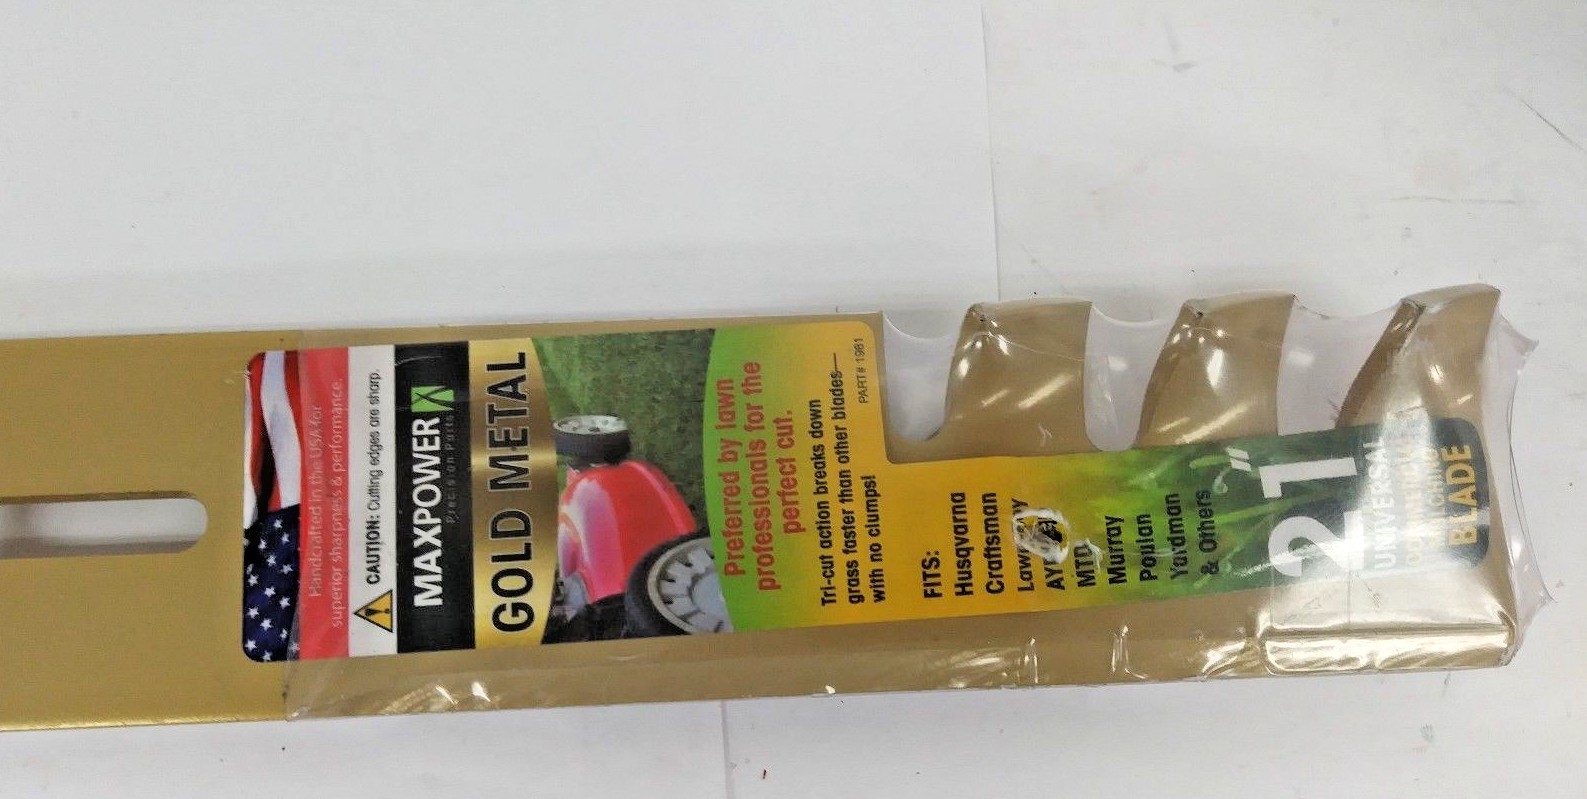 Handcrafted in the USA for
superior sharpness & performance.
CAUTION: Cutting edges are sharp.
MAXPOWER
Precision Parts
GOLD METAL
Preferred by lawn
professionals for the
perfect cut.
Tri-cut action breaks down
grass faster than other blades—
with no clumps!
PART# 1981
FITS:
Husqvarna
Craftsman
MTD
Murray
Poulan
Yardman
& Others
21"
UNIVERSAL
BLADE